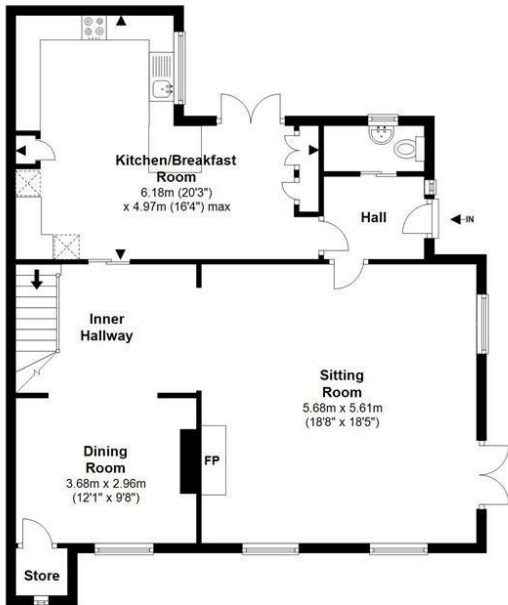 Kitchen/Breakfast
Room
6.18m (20'3")
x 4.97m (16'4") max
Hall
IN
Inner
Hallway
Sitting
Room
5.68m x 5.61m
(18'8" x 18'5")
Dining
Room
3.68m x 2.96m
(12'1" x 9'8")
FP
Store